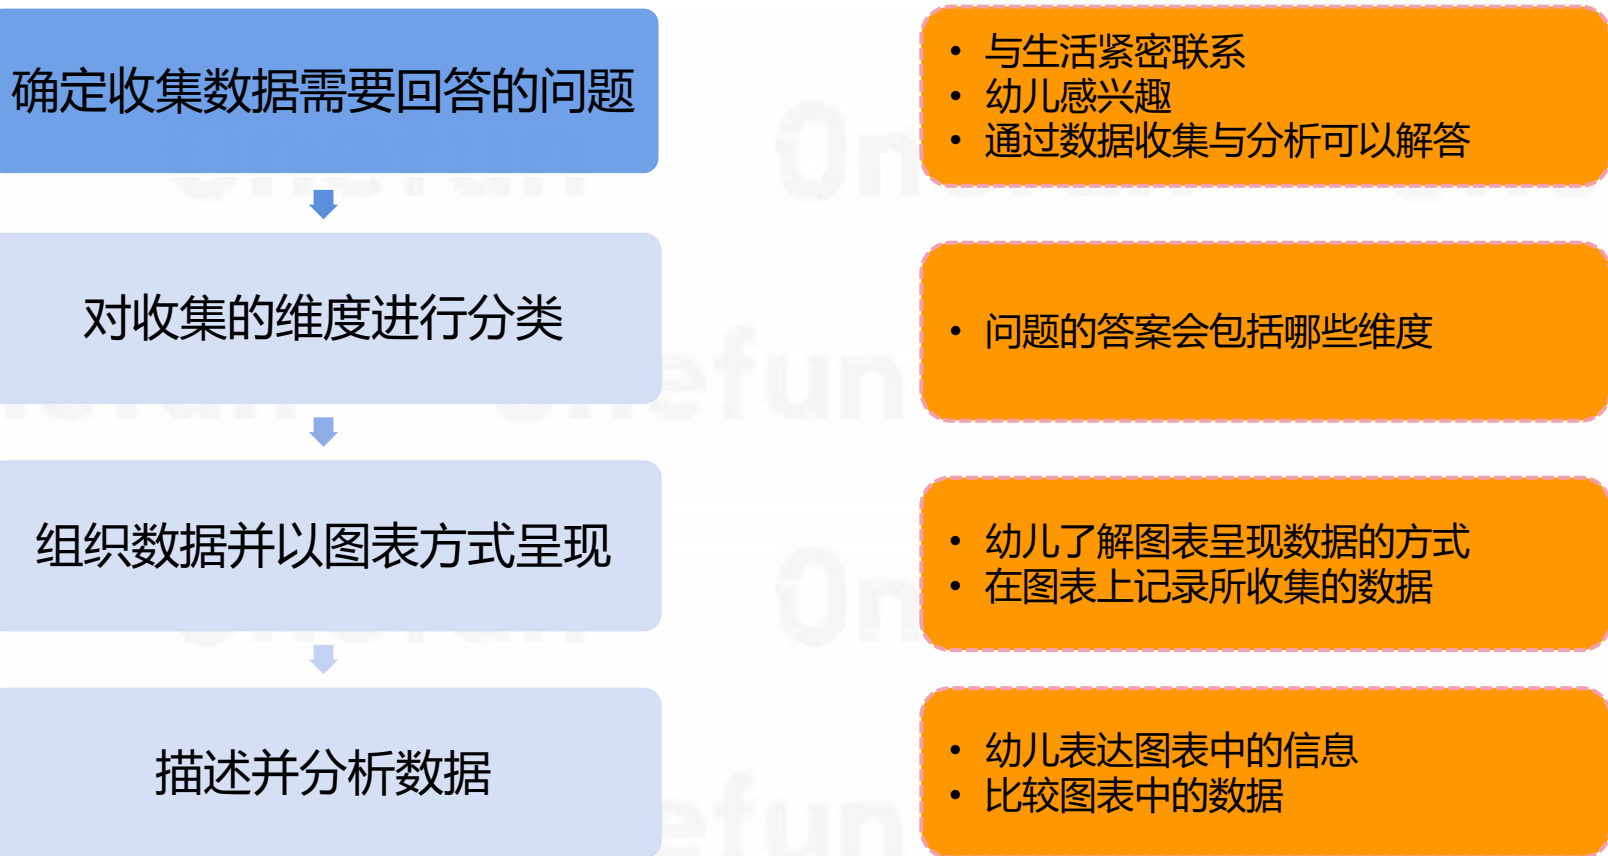 确定收集数据需要回答的问题
• 与生活紧密联系
• 幼儿感兴趣
• 通过数据收集与分析可以解答
对收集的维度进行分类
• 问题的答案会包括哪些维度
组织数据并以图表方式呈现
• 幼儿了解图表呈现数据的方式
• 在图表上记录所收集的数据
描述并分析数据
• 幼儿表达图表中的信息
• 比较图表中的数据
Onefun